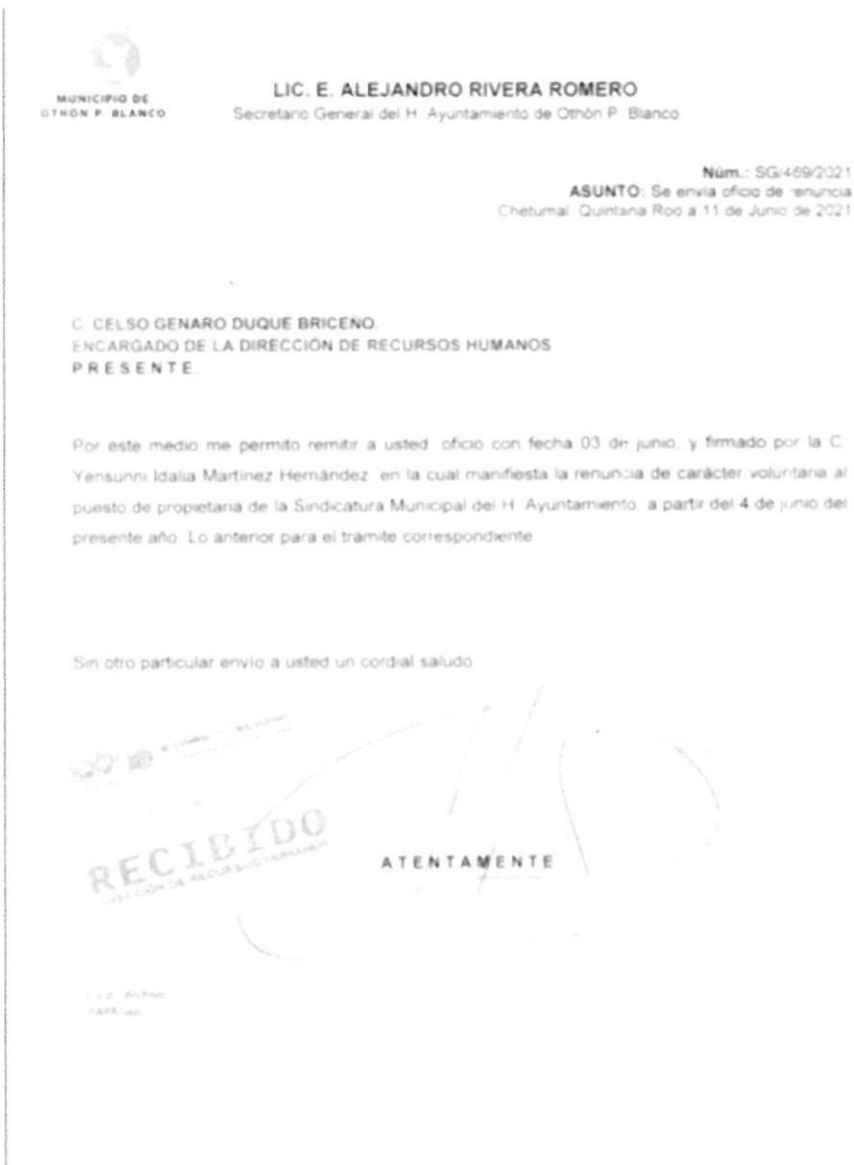 MUNICIPIO DE
OTHÓN P. BLANCO
LIC. E. ALEJANDRO RIVERA ROMERO
Secretario General del H. Ayuntamiento de Othón P. Blanco
Núm.: SG/469/2021
ASUNTO: Se envía oficio de renuncia
Chetumal, Quintana Roo a 11 de Junio de 2021
C. CELSO GENARO DUQUE BRICEÑO.
ENCARGADO DE LA DIRECCIÓN DE RECURSOS HUMANOS
P R E S E N T E.
Por este medio me permito remitir a usted, oficio con fecha 03 de junio, y firmado por la C.
Yensunni Idalia Martínez Hernández, en la cual manifiesta la renuncia de carácter voluntaria al
puesto de propietaria de la Sindicatura Municipal del H. Ayuntamiento, a partir del 4 de junio del
presente año. Lo anterior para el trámite correspondiente.
Sin otro particular envío a usted un cordial saludo.
RECIBIDO
DIRECCIÓN DE RECURSOS HUMANOS
A T E N T A M E N T E
C.c.p. Archivo